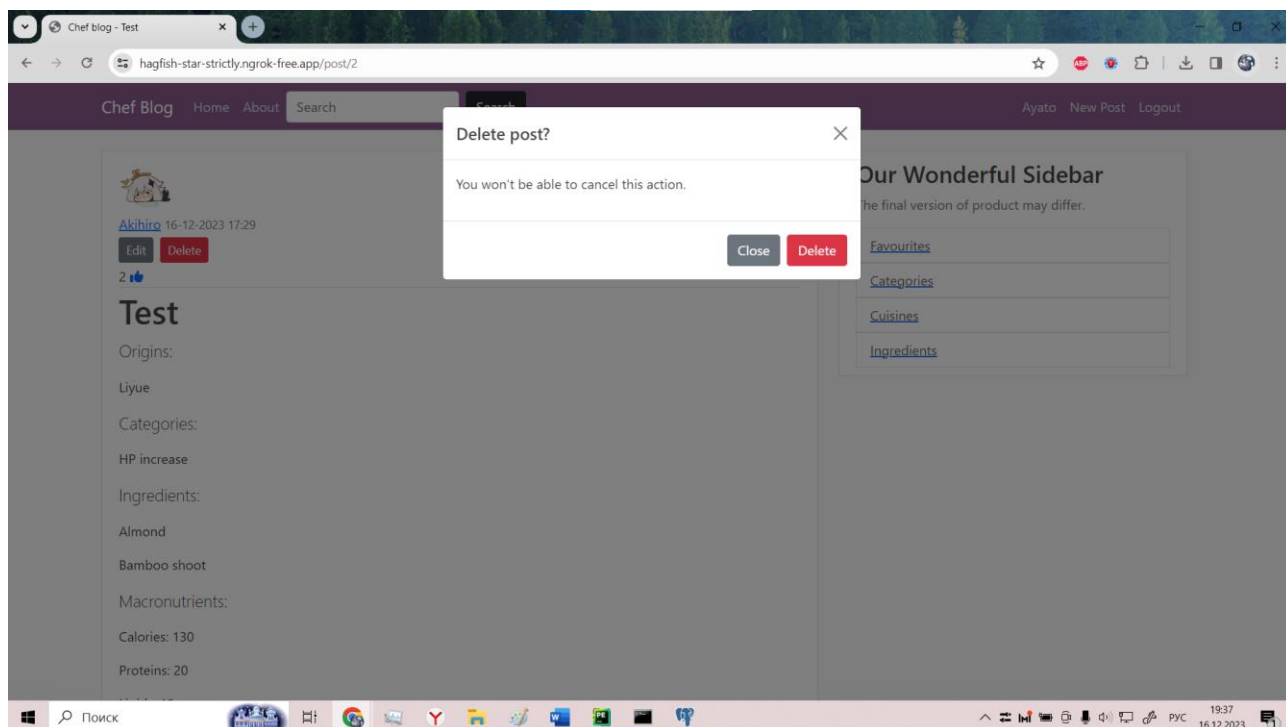 Chef blog - Test
hagfish-star-strictly.ngrok-free.app/post/2
ABP
Chef Blog Home About Search Search Ayato New Post Logout
Delete post?
You won't be able to cancel this action.
Close Delete
Akihiro 16-12-2023 17:29
Edit Delete
2
Test
Origins:
Liyue
Categories:
HP increase
Ingredients:
Almond
Bamboo shoot
Macronutrients:
Calories: 130
Proteins: 20
Our Wonderful Sidebar
The final version of product may differ.
Favourites
Categories
Cuisines
Ingredients
Поиск
РУС
19:37
16.12.2023